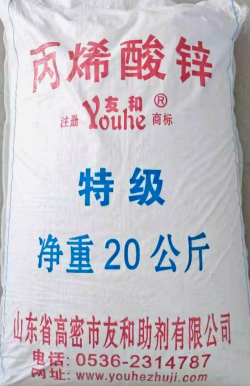 丙烯酸锌
友和
注册 Youhe ® 商标
特级
净重20公斤
山东省高密市友和助剂有限公司
电话: 0536-2314787
网址: www.youhezhuji.com